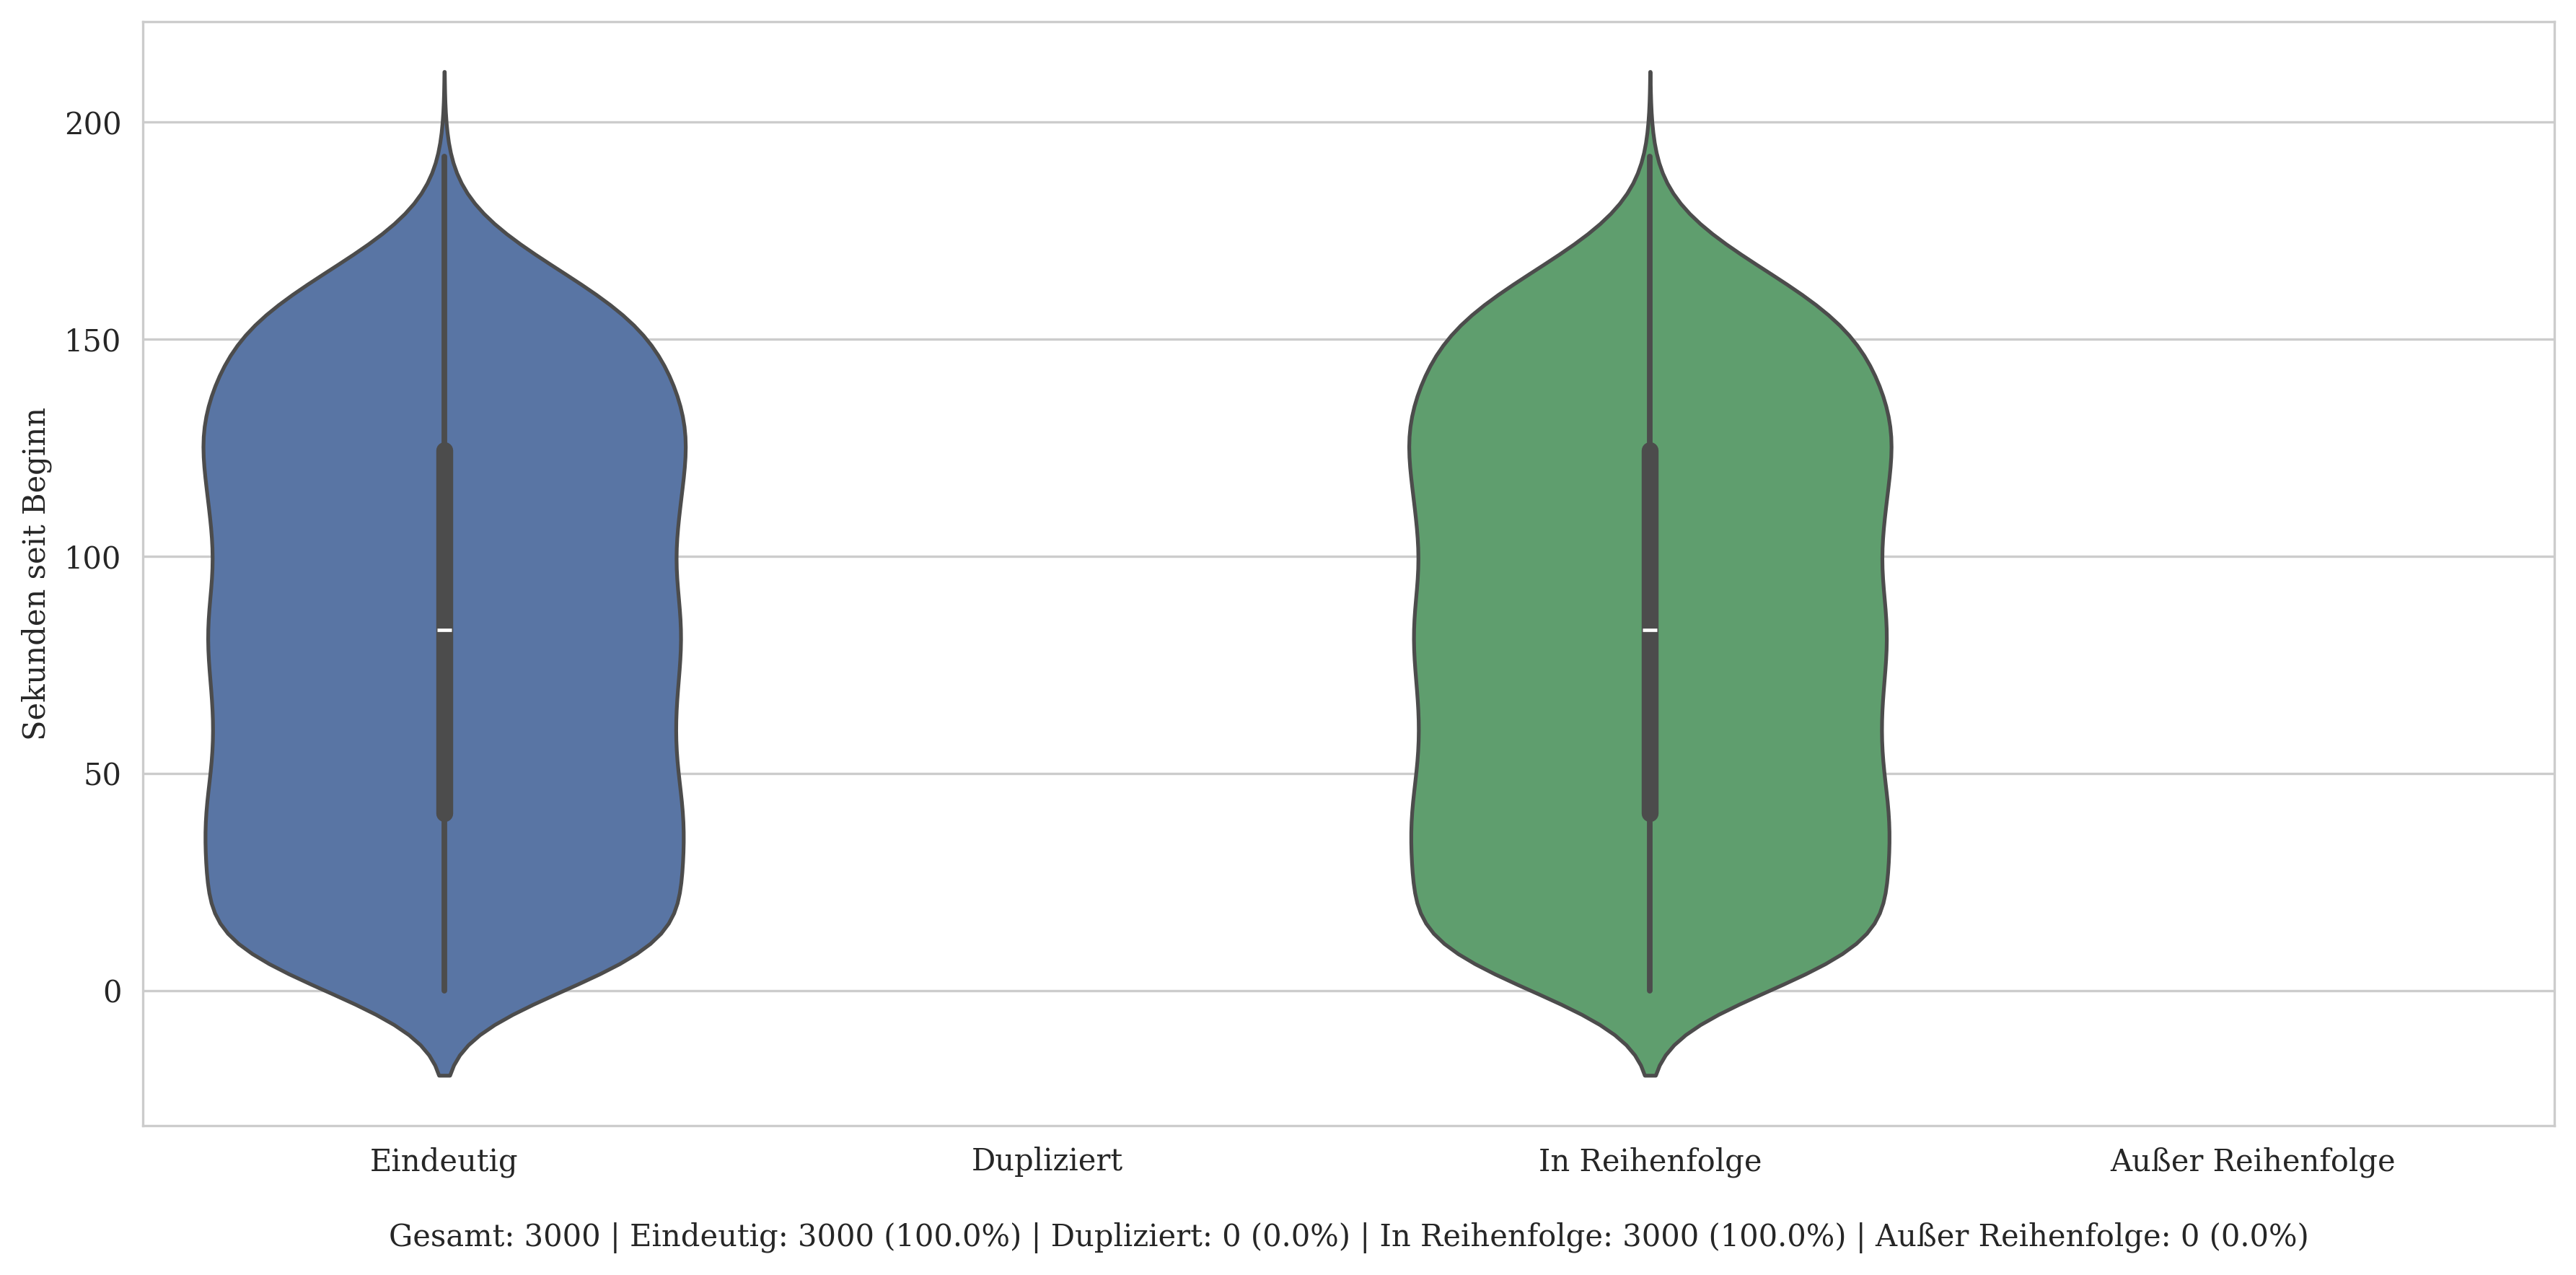 Sekunden seit Beginn
200
150
100
50
0
Eindeutig
Dupliziert
In Reihenfolge
Außer Reihenfolge
Gesamt: 3000 | Eindeutig: 3000 (100.0%) | Dupliziert: 0 (0.0%) | In Reihenfolge: 3000 (100.0%) | Außer Reihenfolge: 0 (0.0%)